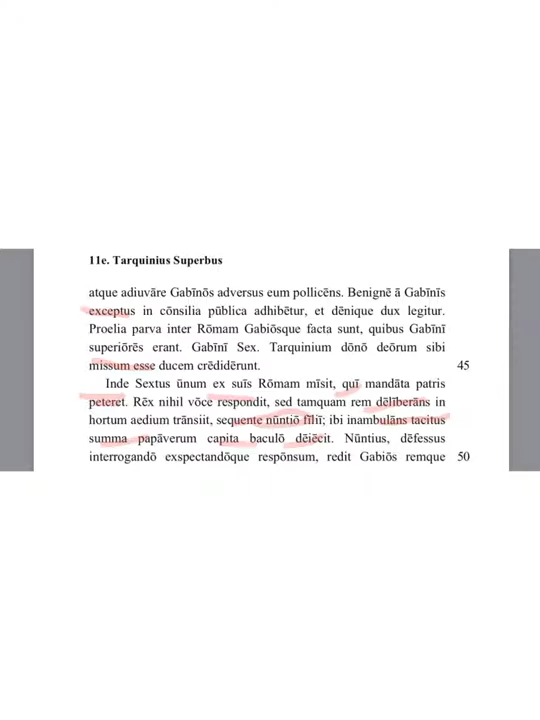 11e. Tarquinius Superbus
atque adiuvāre Gabīnōs adversus eum pollicēns. Benignē ā Gabīnīs
exceptus in cōnsilia pūblica adhibētur, et dēnique dux legitur.
Proelia parva inter Rōmam Gabiōsque facta sunt, quibus Gabīnī
superiōrēs erant. Gabīnī Sex. Tarquinium dōnō deōrum sibi
missum esse ducem crēdidērunt. 45
Inde Sextus ūnum ex suīs Rōmam mīsit, quī mandāta patris
peteret. Rēx nihil vōce respondit, sed tamquam rem dēlīberāns in
hortum aedium trānsiit, sequente nūntiō fīliī; ibi inambulāns tacitus
summa papāverum capita baculō dēiēcit. Nūntius, dēfessus
interrogandō exspectandōque respōnsum, redit Gabiōs remque 50